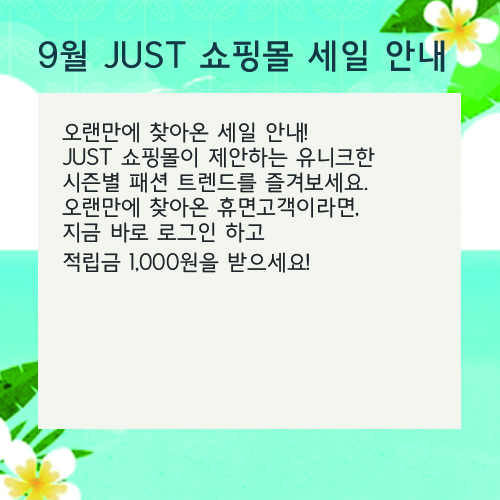 9월 JUST 쇼핑몰 세일 안내
오랜만에 찾아온 세일 안내!
JUST 쇼핑몰이 제안하는 유니크한
시즌별 패션 트렌드를 즐겨보세요.
오랜만에 찾아온 휴면고객이라면,
지금 바로 로그인 하고
적립금 1,000원을 받으세요!